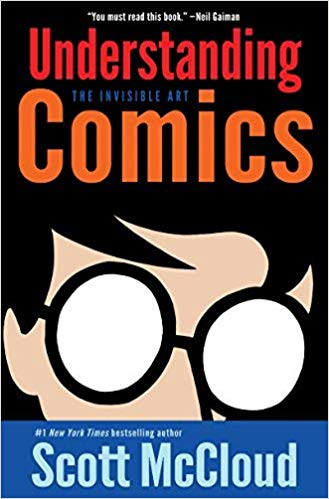 "You must read this book." –Neil Gaiman
Understanding
THE INVISIBLE ART
Comics
#1 New York Times bestselling author
Scott McCloud